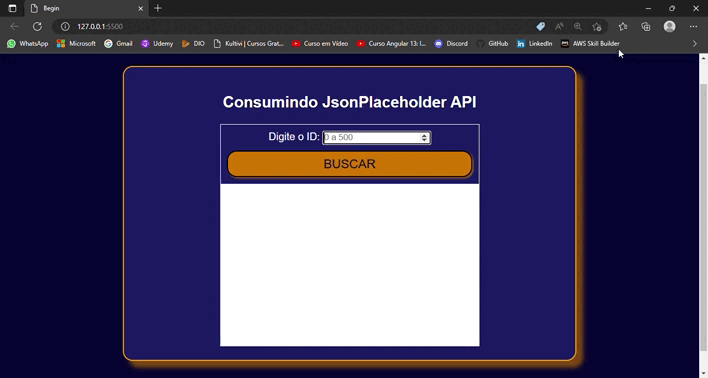 Begin
127.0.0.1:5500
WhatsApp Microsoft Gmail Udemy DIO Kultivi | Cursos Grat... Curso em Vídeo Curso Angular 13: I... Discord GitHub LinkedIn AWS Skill Builder
Consumindo JsonPlaceholder API
Digite o ID: 0 a 500
BUSCAR